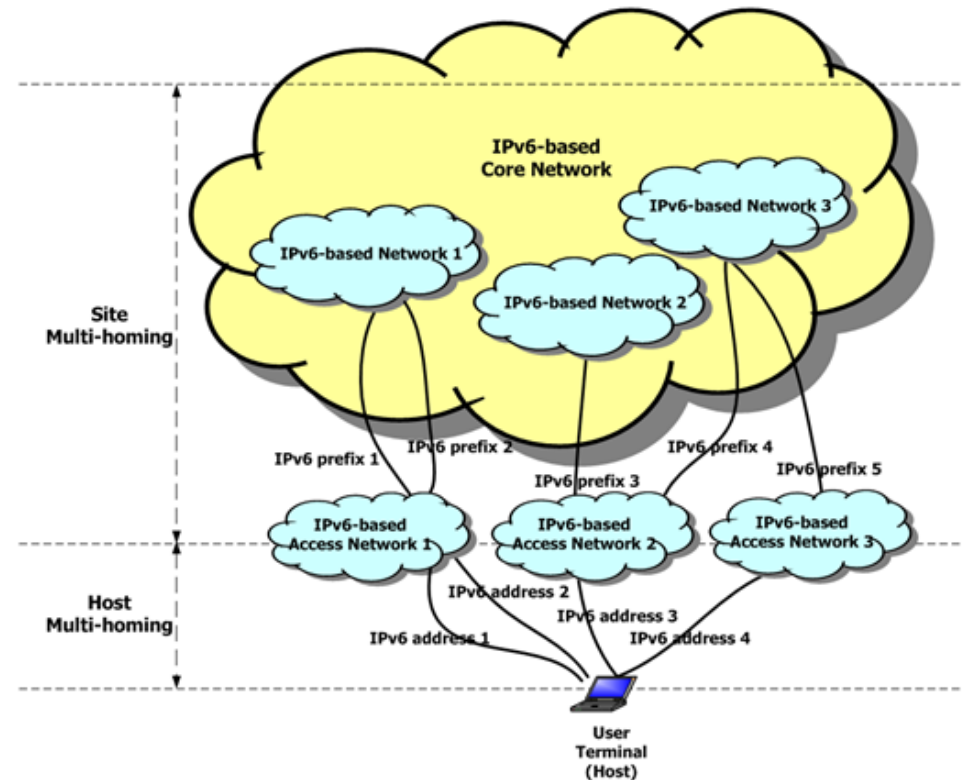 IPv6-based
Core Network
IPv6-based Network 3
IPv6-based Network 1
IPv6-based Network 2
Site
Multi-homing
IPv6 prefix 1
IPv6 prefix 2
IPv6 prefix 3
IPv6 prefix 4
IPv6 prefix 5
IPv6-based
Access Network 1
IPv6-based
Access Network 2
IPv6-based
Access Network 3
Host
Multi-homing
IPv6 address 1
IPv6 address 2
IPv6 address 3
IPv6 address 4
User
Terminal
(Host)